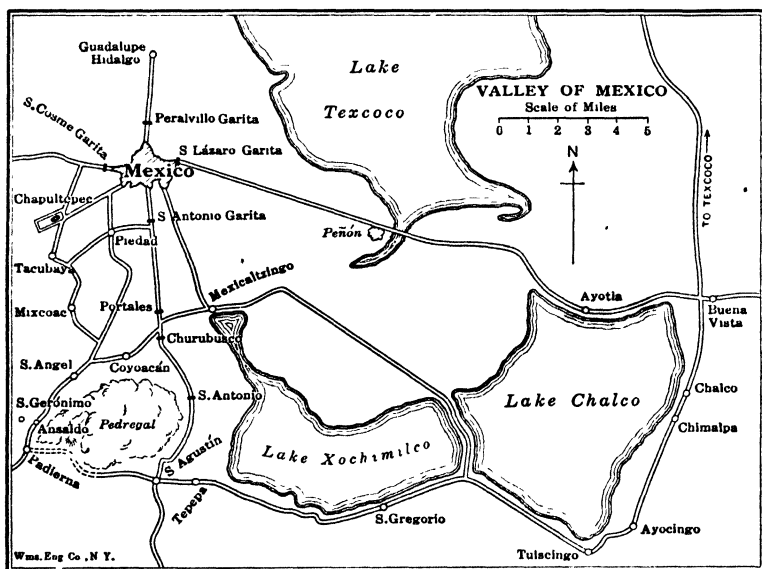 Guadalupe
Hidalgo
Lake
Texcoco
VALLEY OF MEXICO
Scale of Miles
0 1 2 3 4 5
N
TO TEXCOCO
S. Cosme Garita
Peralvillo Garita
S Lázaro Garita
Mexico
Chapultepec
S Antonio Garita
Piedad
Peñón
Tacubaya
Mexicaltzingo
Mixcoac
Portales
Ayotla
Buena
Vista
Churubusco
S. Angel
Coyoacán
S. Gerónimo
S. Antonio
Lake Chalco
Chalco
Ansaldo
Pedregal
Chimalpa
Padierna
S Agustín
Lake Xochimilco
Tepepa
S. Gregorio
Ayocingo
Tuiscingo
Wms. Eng Co., N Y.